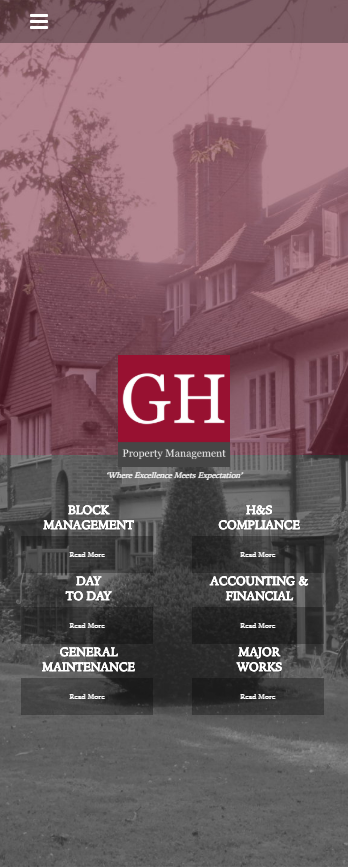 GH
Property Management
"Where Excellence Meets Expectation"
BLOCK
MANAGEMENT
Read More
H&S
COMPLIANCE
Read More
DAY
TO DAY
Read More
ACCOUNTING &
FINANCIAL
Read More
GENERAL
MAINTENANCE
Read More
MAJOR
WORKS
Read More